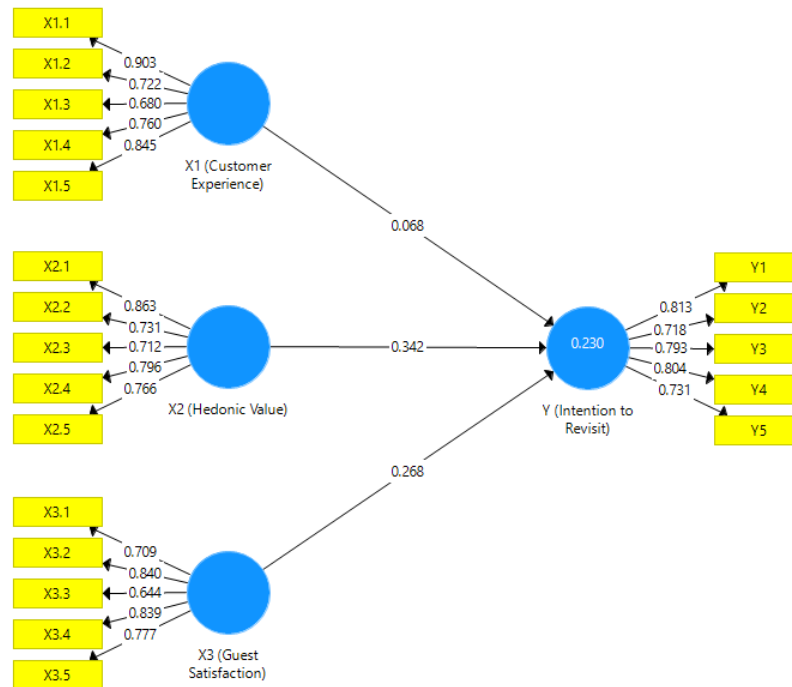 X1.1
X1.2
X1.3
X1.4
X1.5
0.903
0.722
0.680
0.760
0.845
X1 (Customer
Experience)
0.068
X2.1
X2.2
X2.3
X2.4
X2.5
0.863
0.731
0.712
0.796
0.766
X2 (Hedonic Value)
0.342
X3.1
X3.2
X3.3
X3.4
X3.5
0.709
0.840
0.644
0.839
0.777
X3 (Guest
Satisfaction)
0.268
0.230
Y (Intention to
Revisit)
0.813
0.718
0.793
0.804
0.731
Y1
Y2
Y3
Y4
Y5